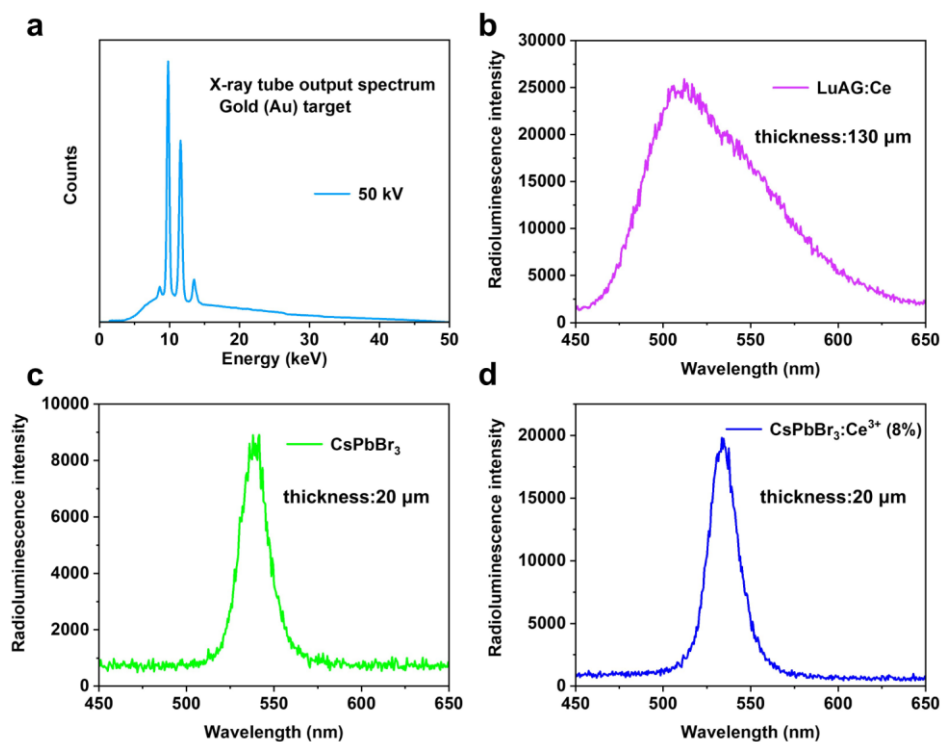 a
X-ray tube output spectrum
Gold (Au) target
50 kV
Counts
0 10 20 30 40 50
Energy (keV)
b
30000
25000
20000
15000
10000
5000
0
Radioluminescence intensity
LuAG:Ce
thickness:130 μm
450 500 550 600 650
Wavelength (nm)
c
10000
8000
6000
4000
2000
0
Radioluminescence intensity
CsPbBr₃
thickness:20 μm
450 500 550 600 650
Wavelength (nm)
d
20000
15000
10000
5000
0
Radioluminescence intensity
CsPbBr₃:Ce³⁺ (8%)
thickness:20 μm
450 500 550 600 650
Wavelength (nm)